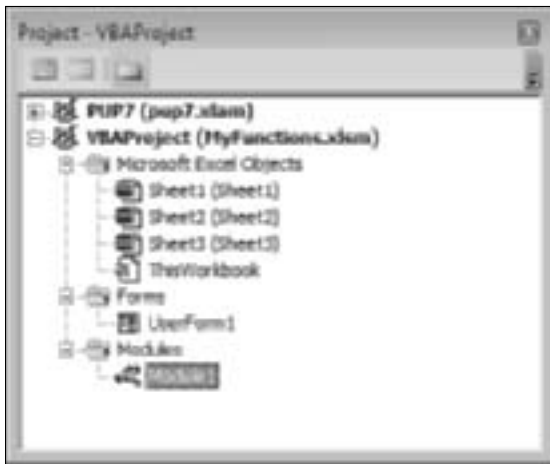 Project - VBAProject
PUP7 (pup7.xlam)
VBAProject (MyFunctions.xlsm)
Microsoft Excel Objects
Sheet1 (Sheet1)
Sheet2 (Sheet2)
Sheet3 (Sheet3)
ThisWorkbook
Forms
UserForm1
Modules
Module1